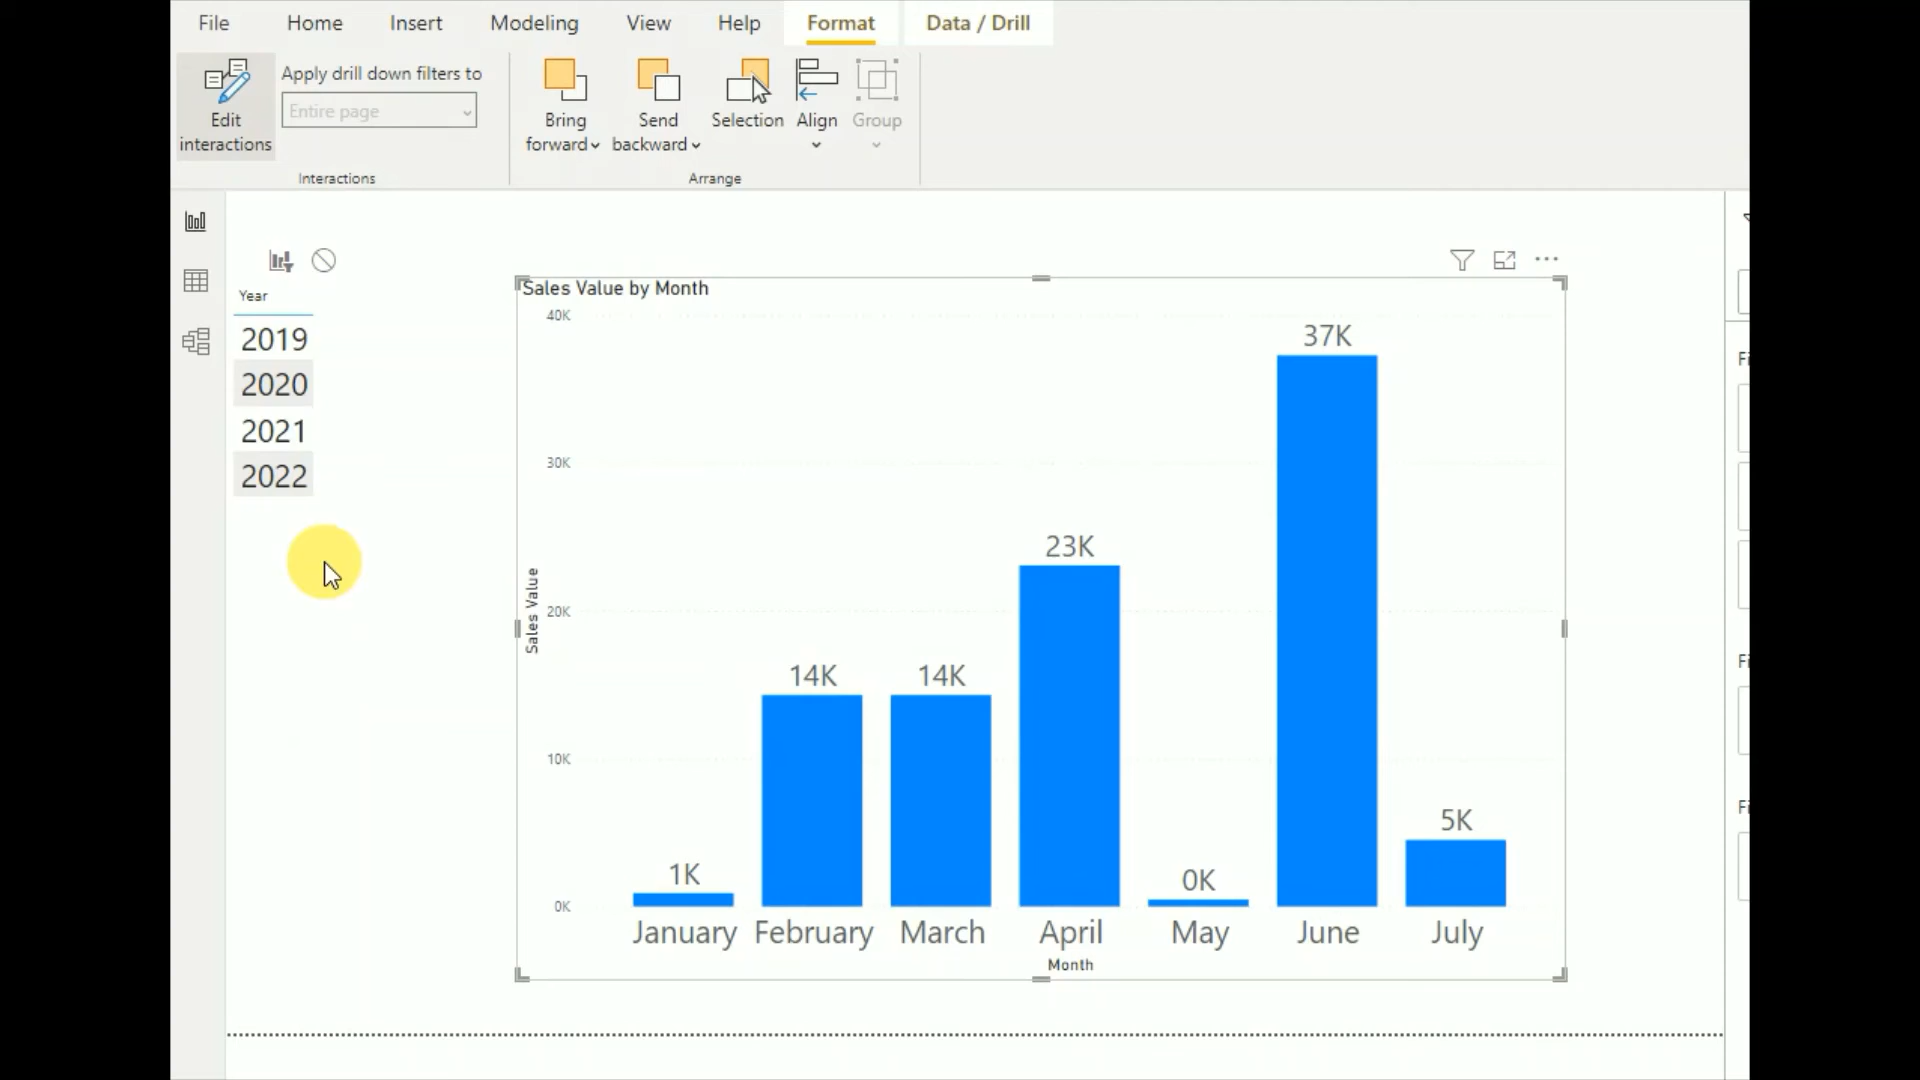 File Home Insert Modeling View Help Format Data / Drill
Edit interactions
Apply drill down filters to
Entire page
Bring forward
Send backward
Selection
Align
Group
Interactions
Arrange
Year
2019
2020
2021
2022
Sales Value by Month
40K
30K
20K
10K
0K
Sales Value
1K
14K
14K
23K
0K
37K
5K
January February March April May June July
Month
Fi
Fi
Fi